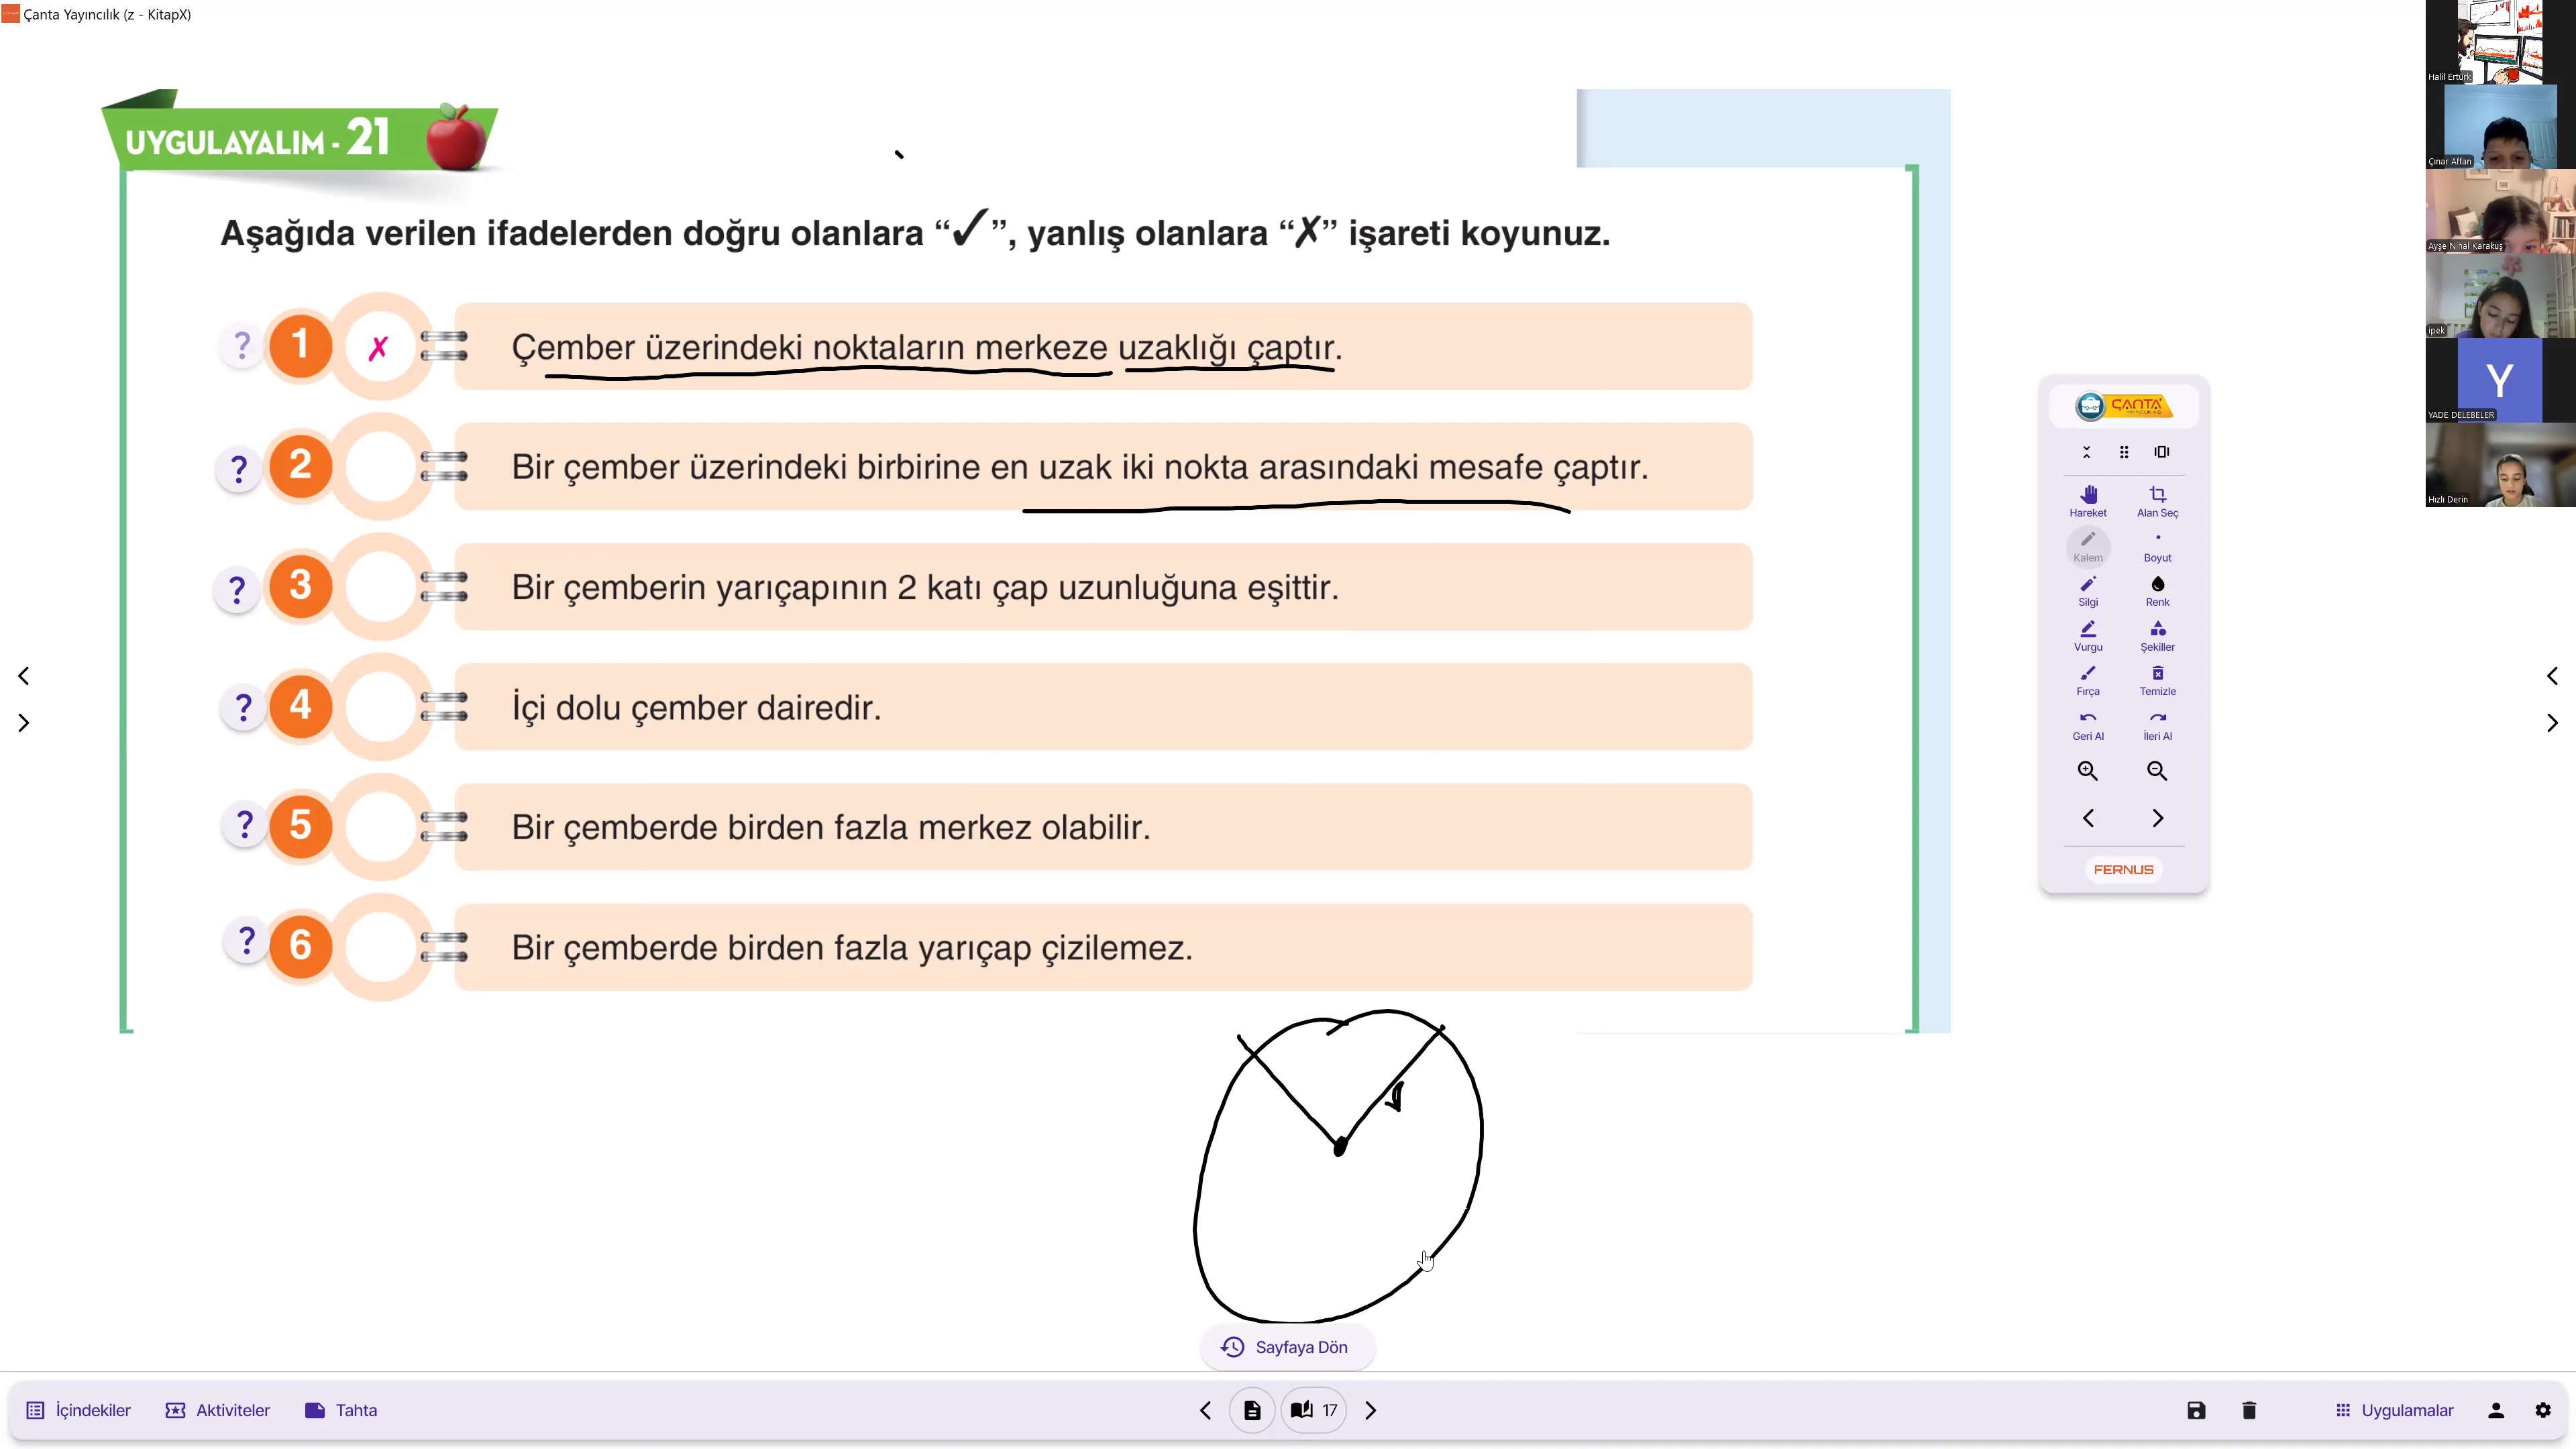 Çanta Yayıncılık (z - KitapX)
UYGULAYALIM - 21
Aşağıda verilen ifadelerden doğru olanlara “✓”, yanlış olanlara “✗” işareti koyunuz.
? 1 ✗ Çember üzerindeki noktaların merkeze uzaklığı çaptır.
? 2 Bir çember üzerindeki birbirine en uzak iki nokta arasındaki mesafe çaptır.
? 3 Bir çemberin yarıçapının 2 katı çap uzunluğuna eşittir.
? 4 İçi dolu çember dairedir.
? 5 Bir çemberde birden fazla merkez olabilir.
? 6 Bir çemberde birden fazla yarıçap çizilemez.
ÇANTA
Hareket Alan Seç
Kalem Boyut
Silgi Renk
Vurgu Şekiller
Fırça Temizle
Geri Al İleri Al
FERNUS
Halil Ertürk
Çınar Affan
Ayşe Nihal Karakuş
ipek
Y
YADE DELEBELER
Hızlı Derin
Sayfaya Dön
İçindekiler Aktiviteler Tahta 17 Uygulamalar